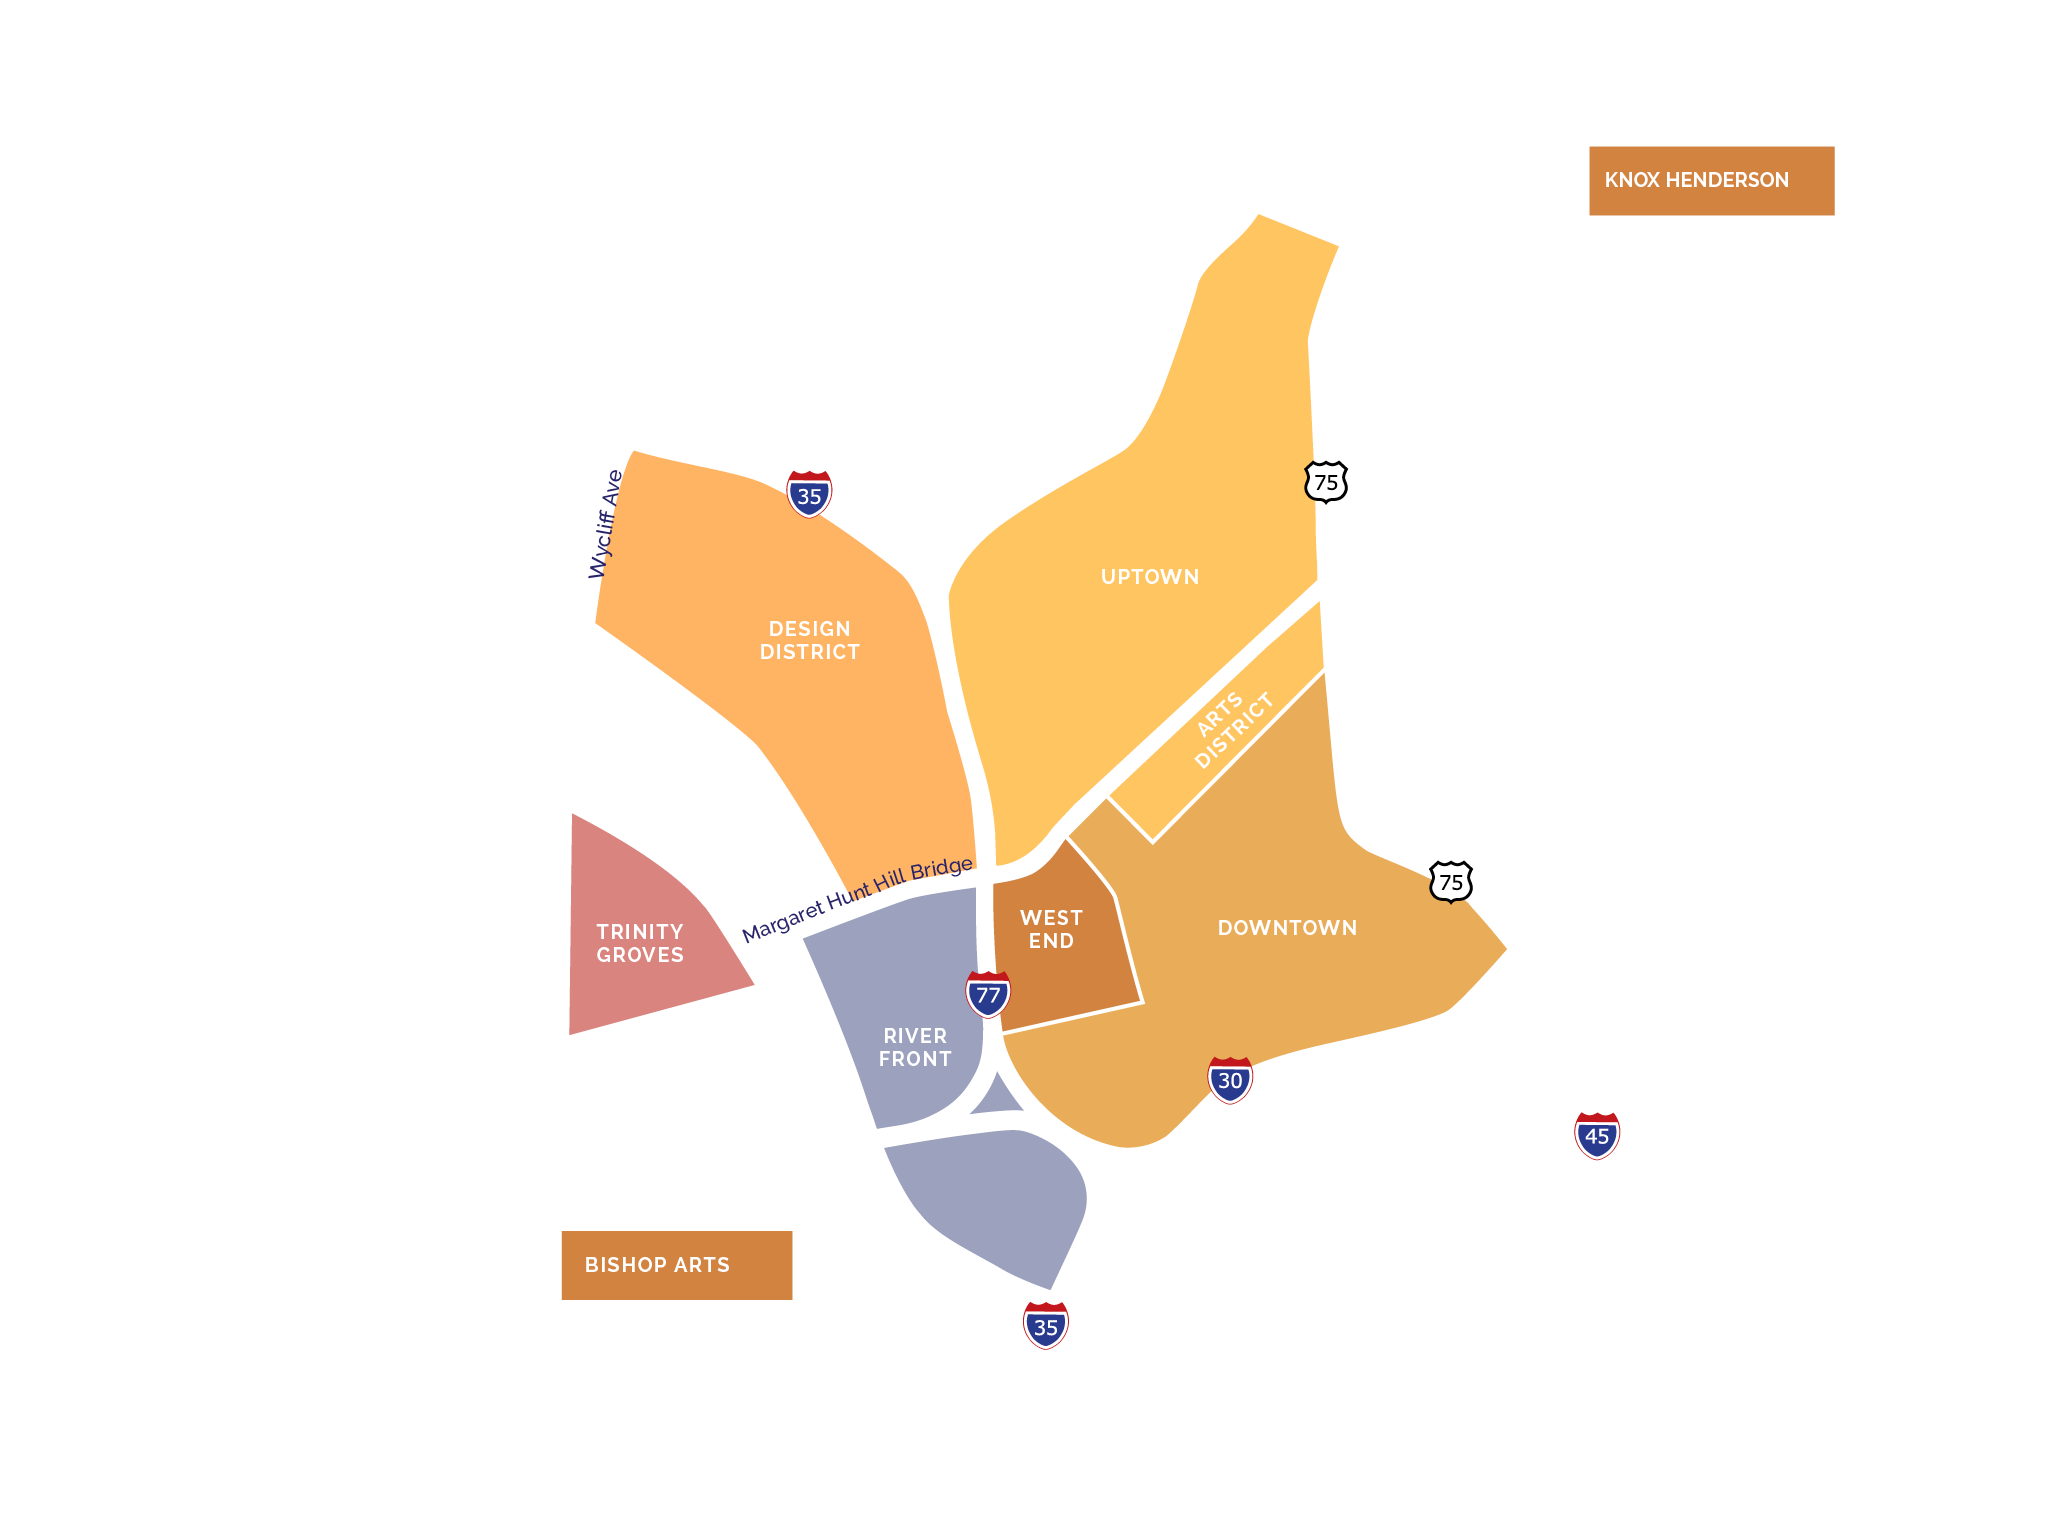 KNOX HENDERSON
Wycliff Ave
35
75
UPTOWN
DESIGN
DISTRICT
ARTS
DISTRICT
Margaret Hunt Hill Bridge
75
TRINITY
GROVES
WEST
END
DOWNTOWN
77
RIVER
FRONT
30
45
BISHOP ARTS
35